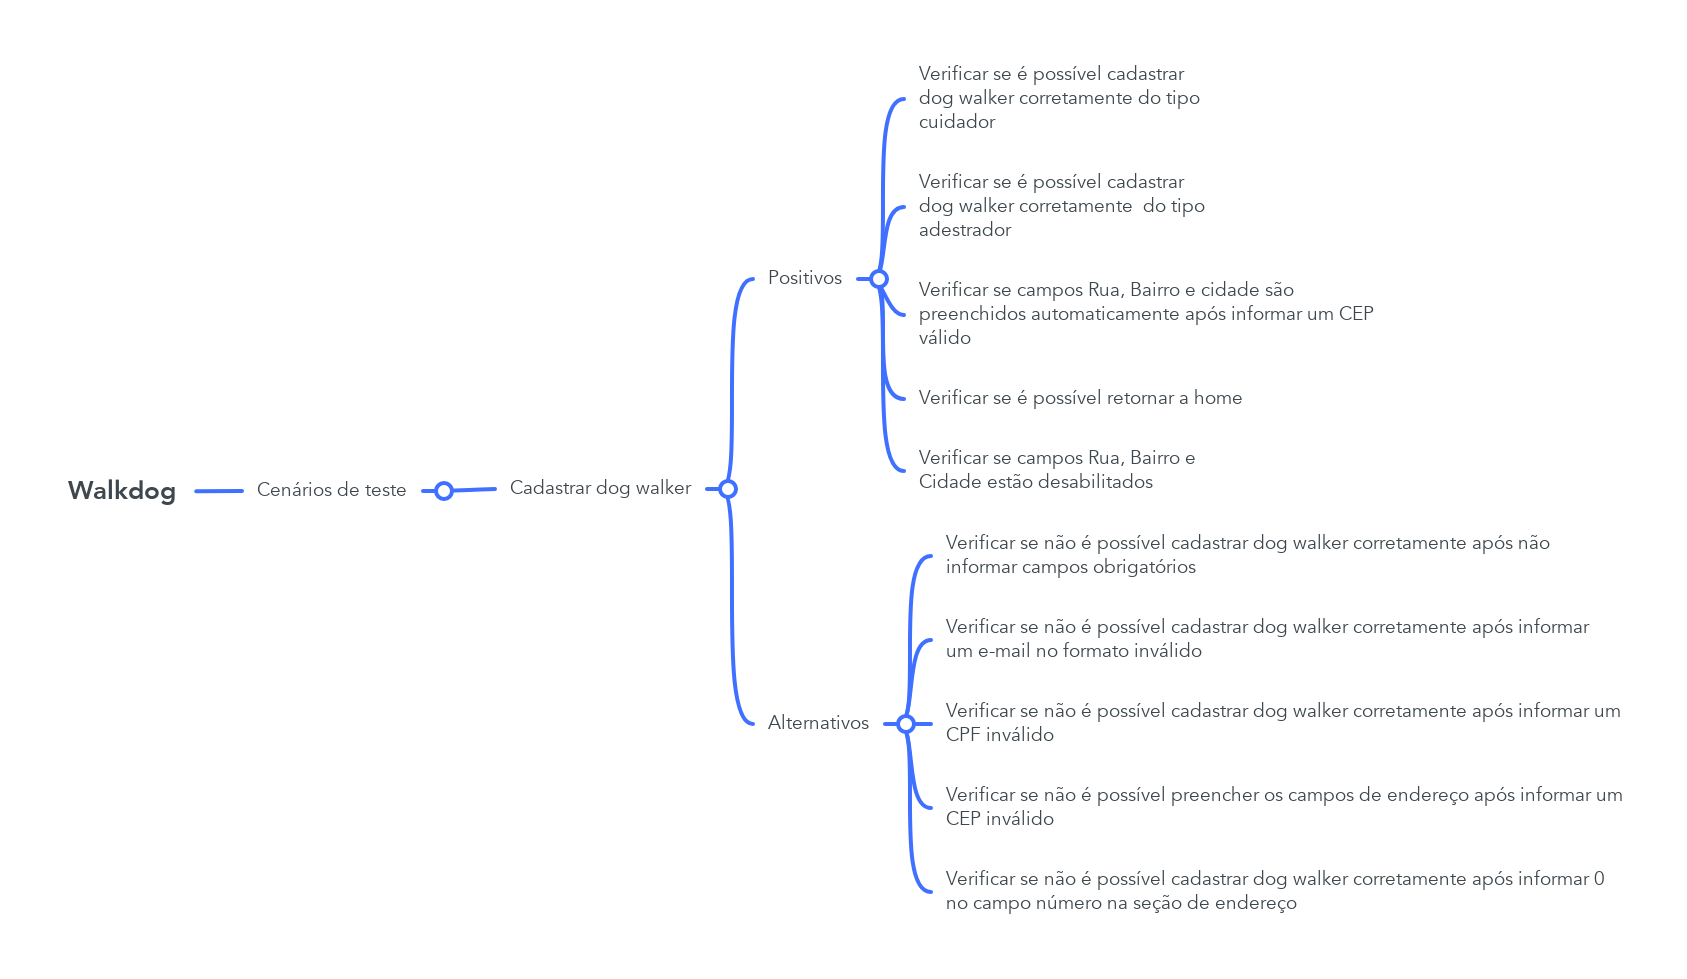 Walkdog
Cenários de teste
Cadastrar dog walker
Positivos
Verificar se é possível cadastrar
dog walker corretamente do tipo
cuidador
Verificar se é possível cadastrar
dog walker corretamente  do tipo
adestrador
Verificar se campos Rua, Bairro e cidade são
preenchidos automaticamente após informar um CEP
válido
Verificar se é possível retornar a home
Verificar se campos Rua, Bairro e
Cidade estão desabilitados
Alternativos
Verificar se não é possível cadastrar dog walker corretamente após não
informar campos obrigatórios
Verificar se não é possível cadastrar dog walker corretamente após informar
um e-mail no formato inválido
Verificar se não é possível cadastrar dog walker corretamente após informar um
CPF inválido
Verificar se não é possível preencher os campos de endereço após informar um
CEP inválido
Verificar se não é possível cadastrar dog walker corretamente após informar 0
no campo número na seção de endereço